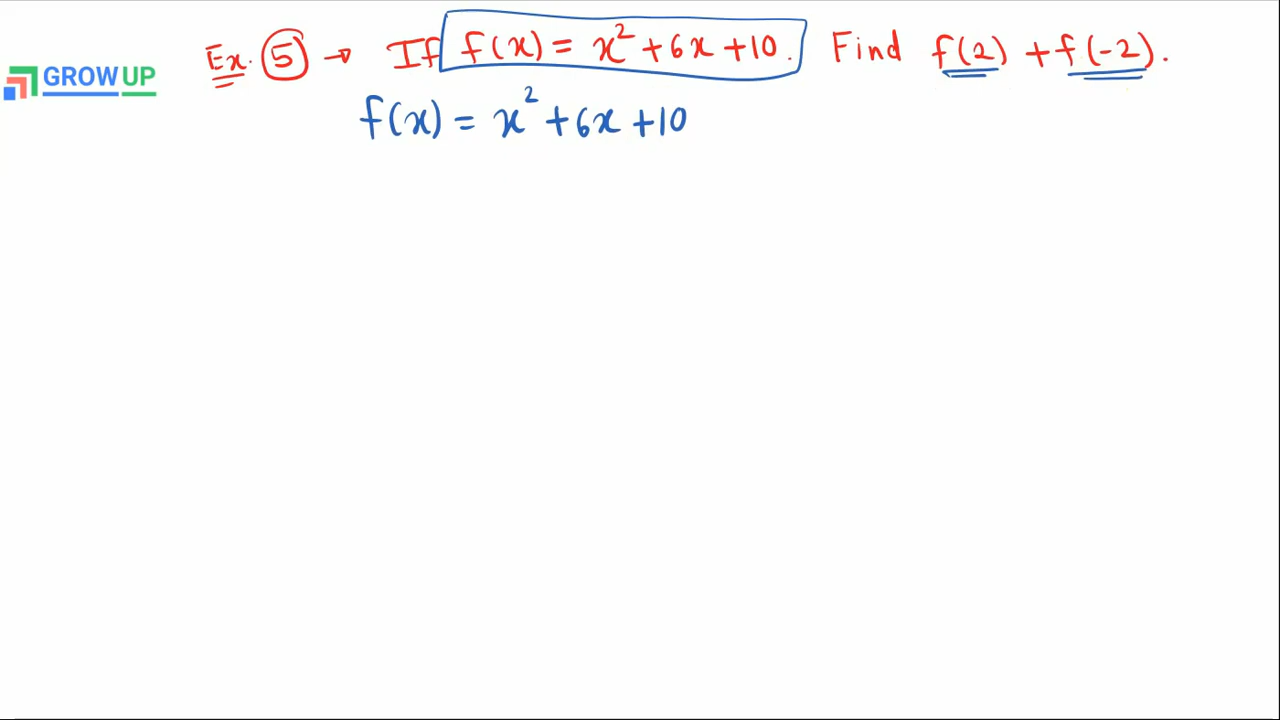 Ex. 5 → If f(x) = x² + 6x + 10. Find f(2) + f(-2).
GROW UP
f(x) = x² + 6x + 10